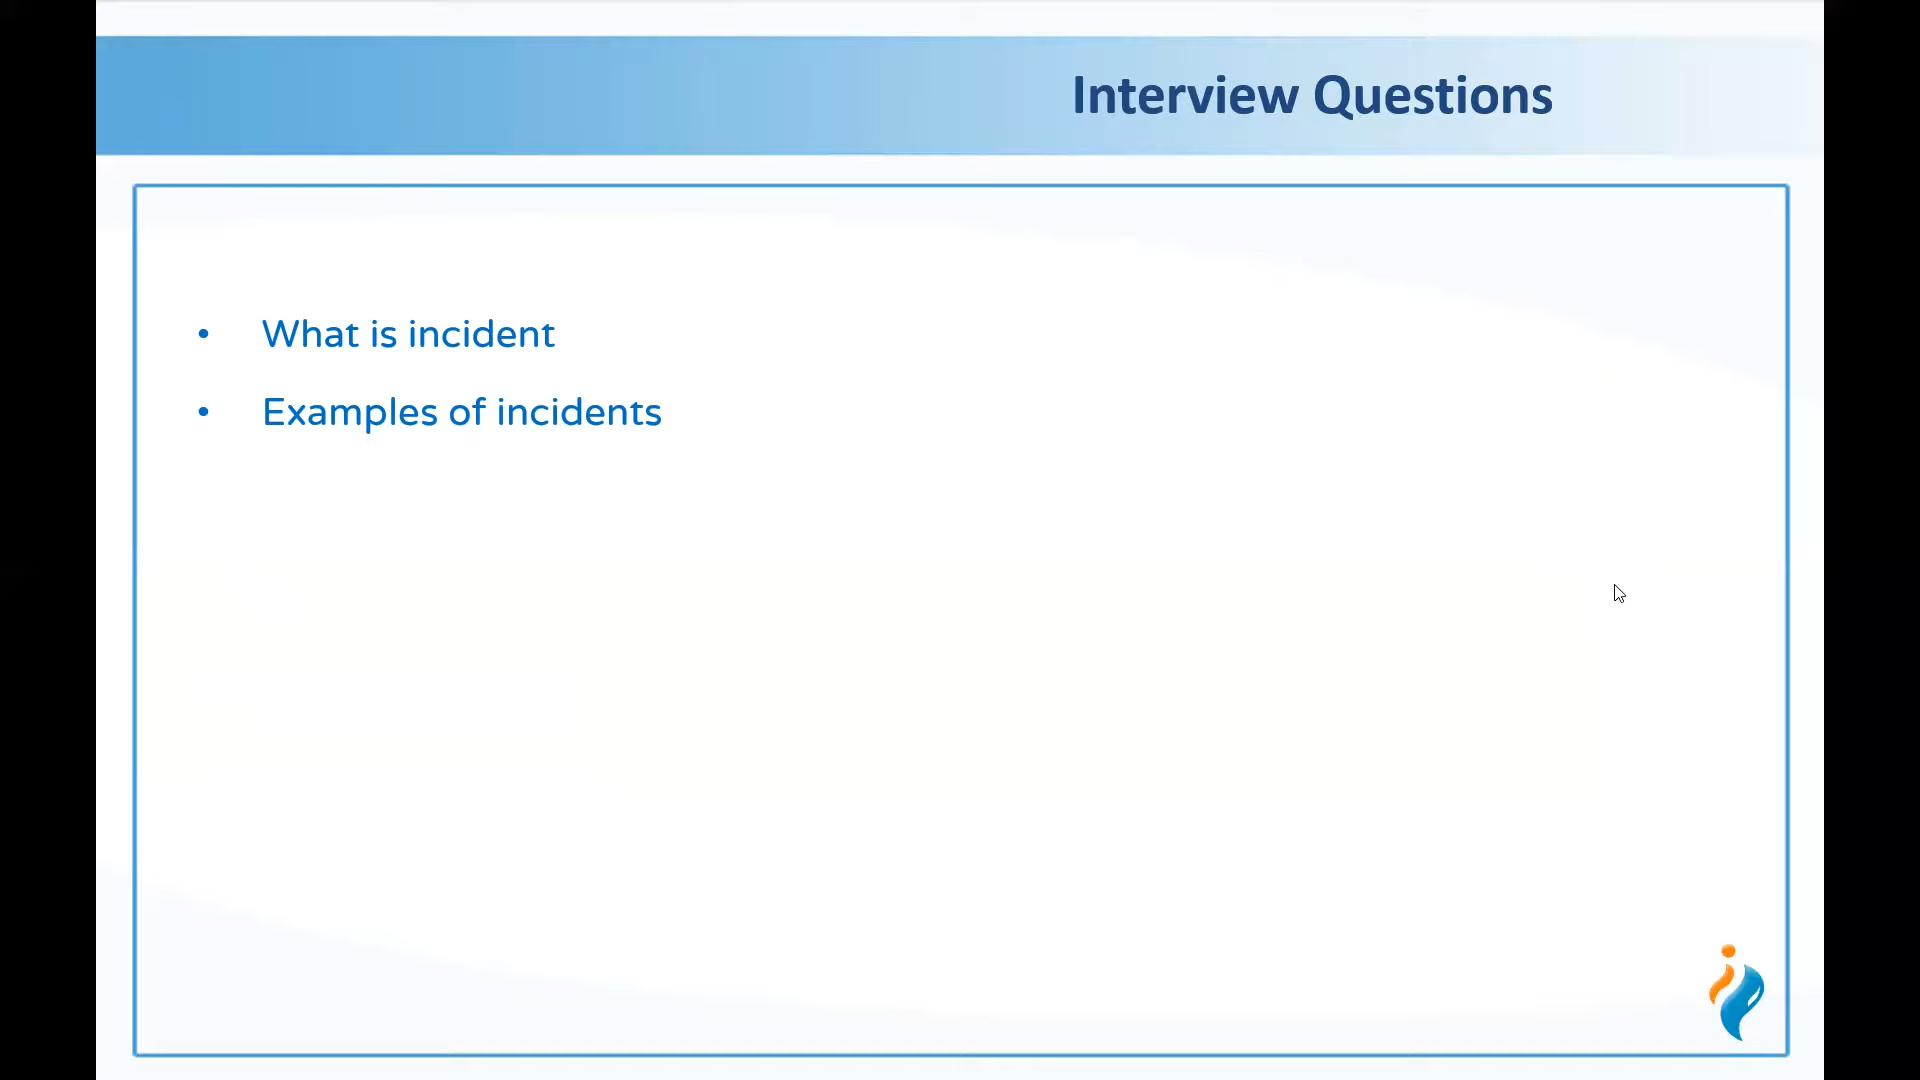 Interview Questions
• What is incident
• Examples of incidents